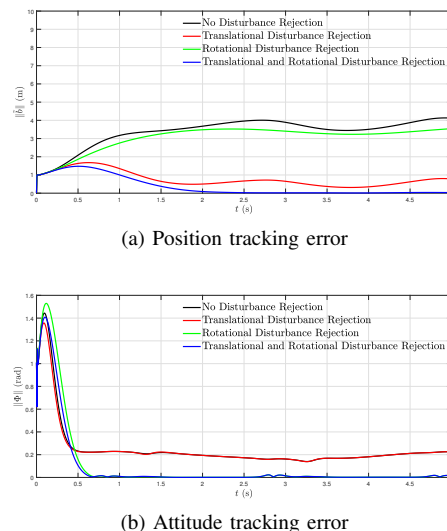 10
9
8
7
6
5
4
3
2
1
0
‖b̃‖ (m)
No Disturbance Rejection
Translational Disturbance Rejection
Rotational Disturbance Rejection
Translational and Rotational Disturbance Rejection
0 0.5 1 1.5 2 2.5 3 3.5 4 4.5
t (s)
(a) Position tracking error
1.6
1.4
1.2
1
0.8
0.6
0.4
0.2
0
‖Φ‖ (rad)
No Disturbance Rejection
Translational Disturbance Rejection
Rotational Disturbance Rejection
Translational and Rotational Disturbance Rejection
0 0.5 1 1.5 2 2.5 3 3.5 4 4.5
t (s)
(b) Attitude tracking error